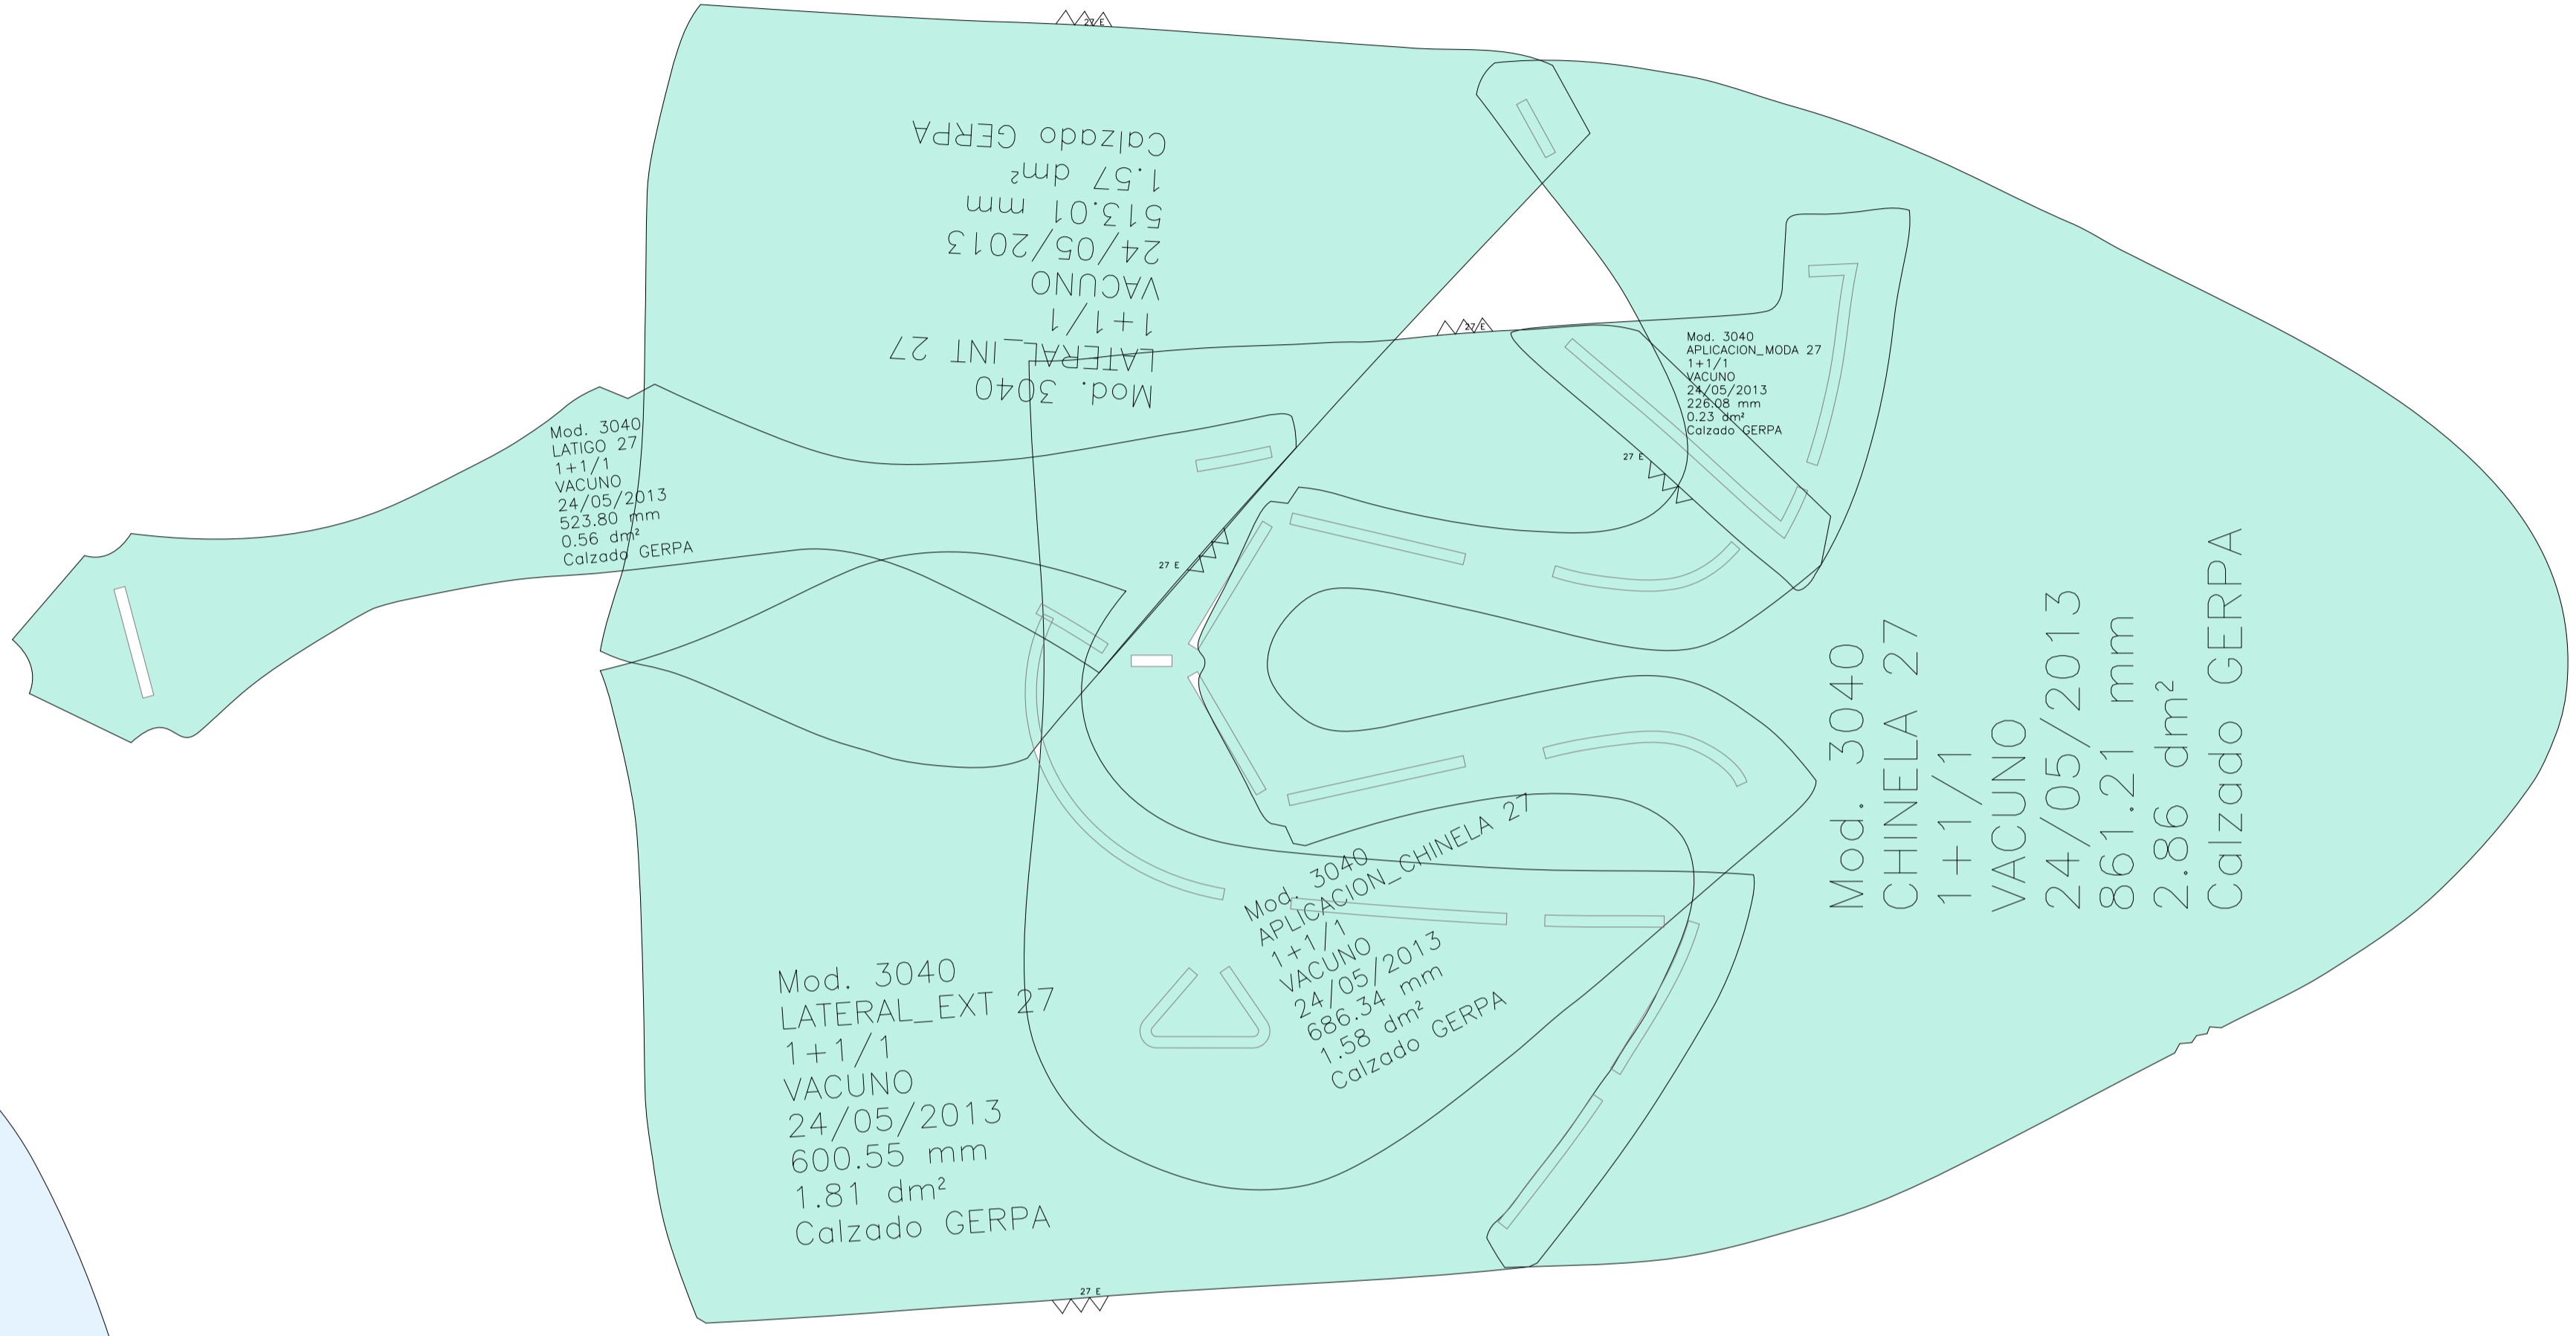 27 E
Mod. 3040
LATERAL_INT 27
1+1/1
VACUNO
24/05/2013
513.01 mm
1.57 dm²
Calzado GERPA
27 E
Mod. 3040
APLICACION_MODA 27
1+1/1
VACUNO
24/05/2013
226.08 mm
0.23 dm²
Calzado GERPA
Mod. 3040
LATIGO 27
1+1/1
VACUNO
24/05/2013
523.80 mm
0.56 dm²
Calzado GERPA
27 E
27 E
Mod. 3040
CHINELA 27
1+1/1
VACUNO
24/05/2013
861.21 mm
2.86 dm²
Calzado GERPA
Mod. 3040
APLICACION_CHINELA 27
1+1/1
VACUNO
24/05/2013
686.34 mm
1.58 dm²
Calzado GERPA
Mod. 3040
LATERAL_EXT 27
1+1/1
VACUNO
24/05/2013
600.55 mm
1.81 dm²
Calzado GERPA
27 E